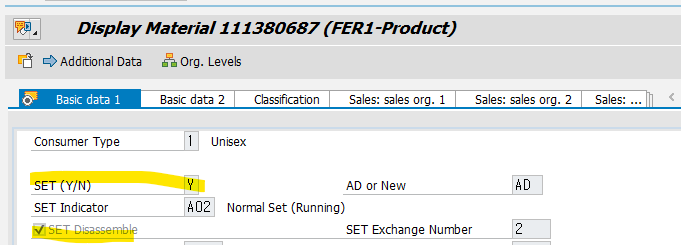 Display Material 111380687 (FER1-Product)
Additional Data Org. Levels
Basic data 1 Basic data 2 Classification Sales: sales org. 1 Sales: sales org. 2 Sales: ...
Consumer Type 1 Unisex
SET (Y/N) Y AD or New AD
SET Indicator A02 Normal Set (Running)
SET Disassemble SET Exchange Number 2